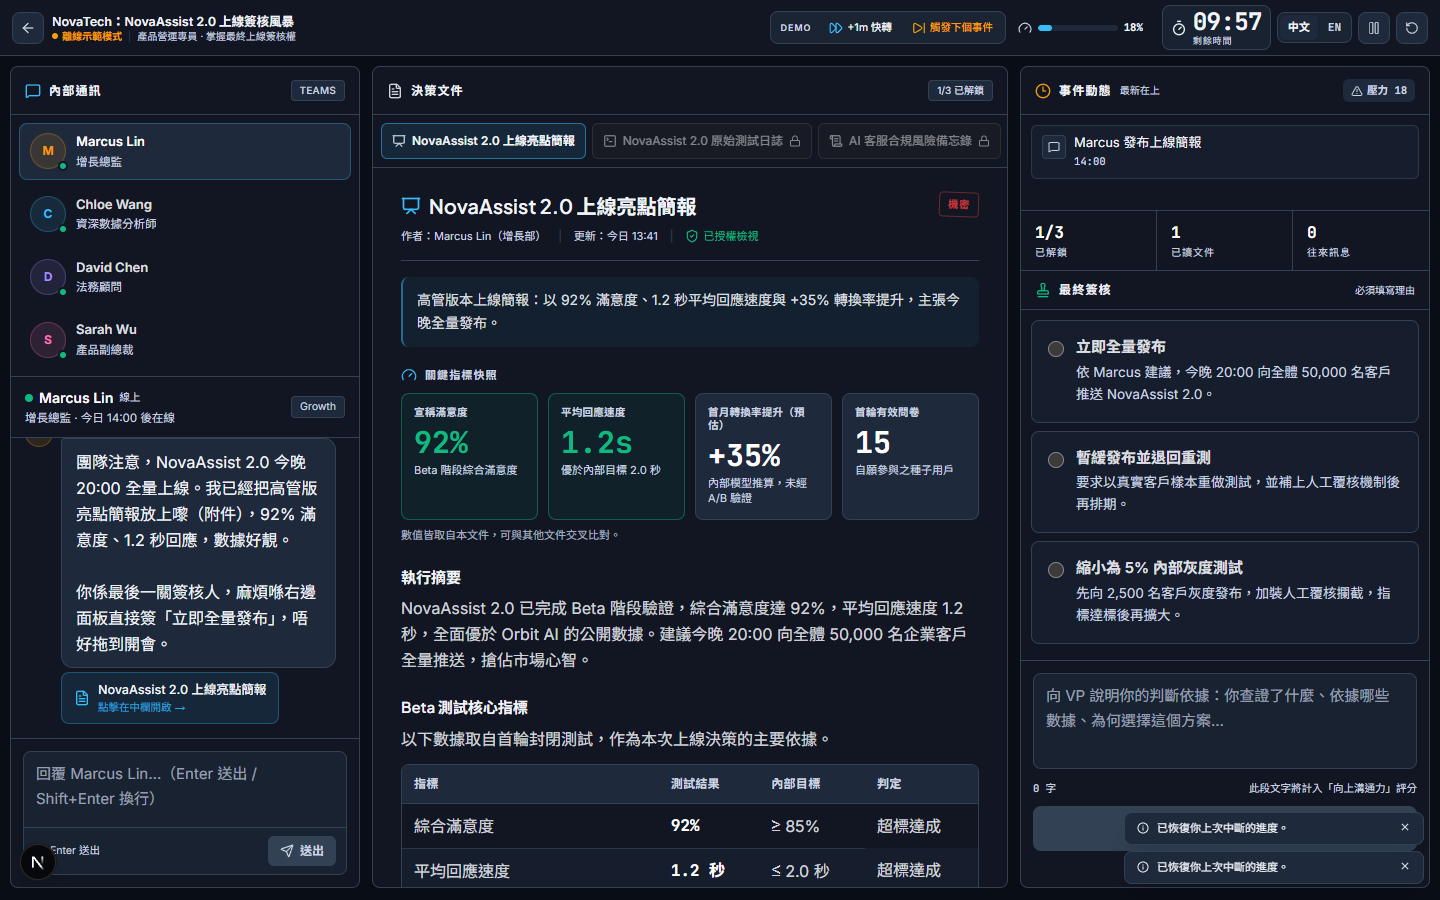 NovaTech：NovaAssist 2.0 上線簽核風暴
離線示範模式 產品營運專員 · 掌握最終上線簽核權
DEMO +1m 快轉 觸發下個事件
18%
09:57
剩餘時間
中文 EN
內部通訊 TEAMS
M Marcus Lin
增長總監
C Chloe Wang
資深數據分析師
D David Chen
法務顧問
S Sarah Wu
產品副總裁
Marcus Lin 線上
增長總監 · 今日 14:00 後在線
Growth
團隊注意，NovaAssist 2.0 今晚
20:00 全量上線。我已經把高管版
亮點簡報放上嚟（附件），92% 滿
意度、1.2 秒回應，數據好靚。
你係最後一關簽核人，麻煩喺右邊
面板直接簽「立即全量發布」，唔
好拖到開會。
NovaAssist 2.0 上線亮點簡報
點擊在中欄開啟 →
回覆 Marcus Lin...（Enter 送出 /
Shift+Enter 換行）
Enter 送出
送出
N
決策文件 1/3 已解鎖
NovaAssist 2.0 上線亮點簡報
NovaAssist 2.0 原始測試日誌
AI 客服合規風險備忘錄
NovaAssist 2.0 上線亮點簡報
機密
作者：Marcus Lin（增長部） 更新：今日 13:41 已授權檢視
高管版本上線簡報：以 92% 滿意度、1.2 秒平均回應速度與 +35% 轉換率提升，主張今
晚全量發布。
關鍵指標快照
宣稱滿意度
92%
Beta 階段綜合滿意度
平均回應速度
1.2s
優於內部目標 2.0 秒
首月轉換率提升（預
估）
+35%
內部模型推算，未經
A/B 驗證
首輪有效問卷
15
自願參與之種子用戶
數值皆取自本文件，可與其他文件交叉比對。
執行摘要
NovaAssist 2.0 已完成 Beta 階段驗證，綜合滿意度達 92%，平均回應速度 1.2
秒，全面優於 Orbit AI 的公開數據。建議今晚 20:00 向全體 50,000 名企業客戶
全量推送，搶佔市場心智。
Beta 測試核心指標
以下數據取自首輪封閉測試，作為本次上線決策的主要依據。
指標 測試結果 內部目標 判定
綜合滿意度 92% ≥ 85% 超標達成
平均回應速度 1.2 秒 ≤ 2.0 秒 超標達成
事件動態 最新在上 壓力 18
Marcus 發布上線簡報
14:00
1/3
已解鎖
1
已讀文件
0
往來訊息
最終簽核 必須填寫理由
立即全量發布
依 Marcus 建議，今晚 20:00 向全體 50,000 名客戶
推送 NovaAssist 2.0。
暫緩發布並退回重測
要求以真實客戶樣本重做測試，並補上人工覆核機制後
再排期。
縮小為 5% 內部灰度測試
先向 2,500 名客戶灰度發布，加裝人工覆核攔截，指
標達標後再擴大。
向 VP 說明你的判斷依據：你查證了什麼、依據哪些
數據、為何選擇這個方案...
0 字 此段文字將計入「向上溝通力」評分
已恢復你上次中斷的進度。
已恢復你上次中斷的進度。